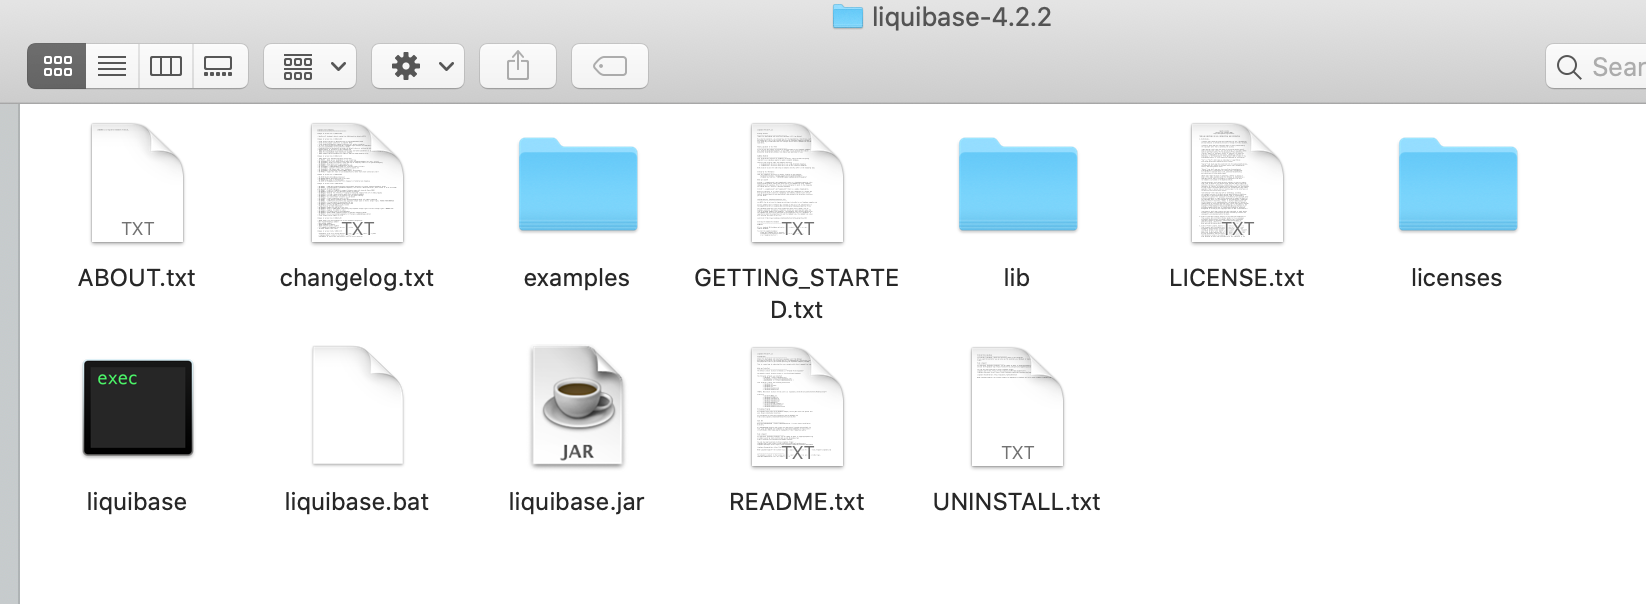 liquibase-4.2.2
Sear
TXT
TXT
TXT
TXT
ABOUT.txt
changelog.txt
examples
GETTING_STARTE
D.txt
lib
LICENSE.txt
licenses
exec
JAR
TXT
TXT
liquibase
liquibase.bat
liquibase.jar
README.txt
UNINSTALL.txt